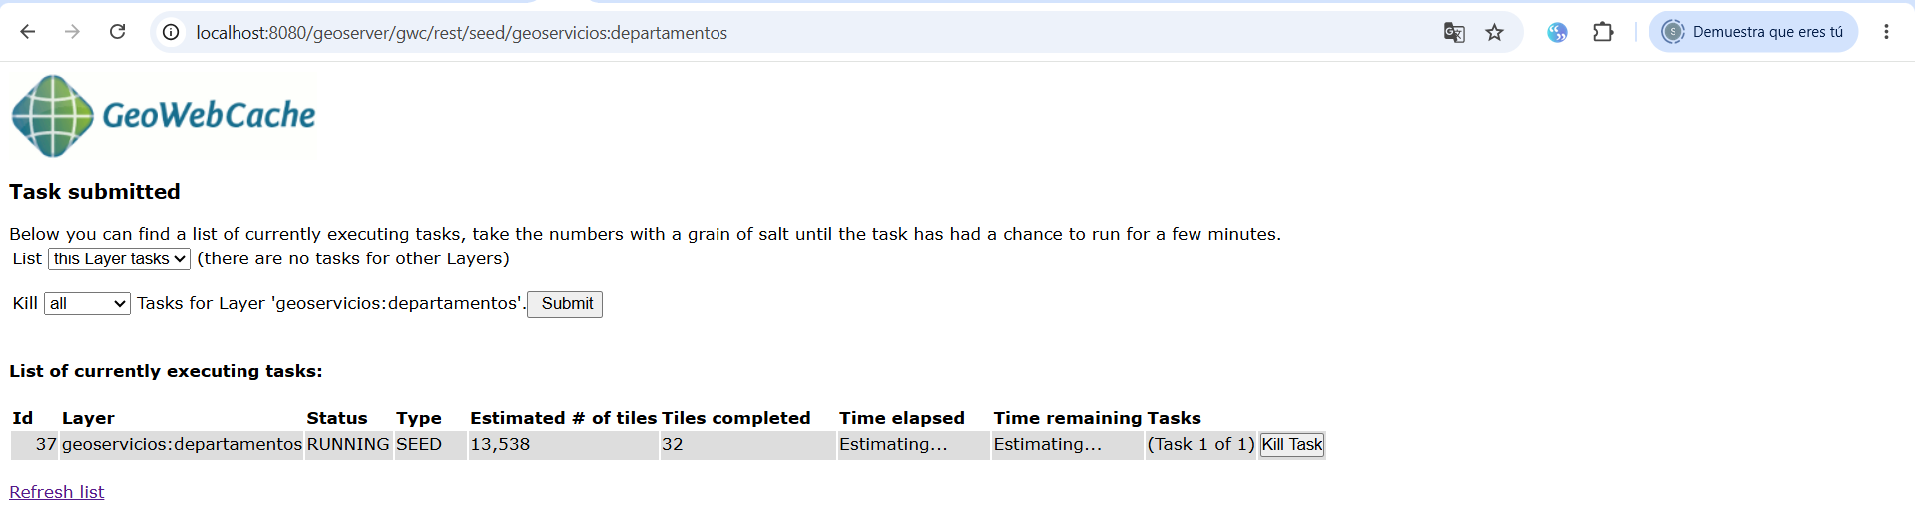 localhost:8080/geoserver/gwc/rest/seed/geoservicios:departamentos
S Demuestra que eres tú
GeoWebCache
Task submitted
Below you can find a list of currently executing tasks, take the numbers with a grain of salt until the task has had a chance to run for a few minutes.
List this Layer tasks (there are no tasks for other Layers)
Kill all Tasks for Layer 'geoservicios:departamentos'. Submit
List of currently executing tasks:
Id Layer Status Type Estimated # of tiles Tiles completed Time elapsed Time remaining Tasks
37 geoservicios:departamentos RUNNING SEED 13,538 32 Estimating... Estimating... (Task 1 of 1) Kill Task
Refresh list